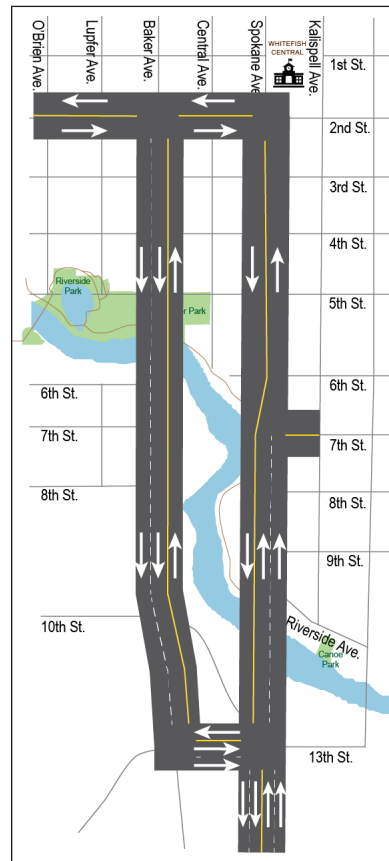 O'Brien Ave.
Lupfer Ave.
Baker Ave.
Central Ave.
Spokane Ave.
Kalispell Ave.
WHITEFISH
CENTRAL
1st St.
2nd St.
3rd St.
4th St.
Riverside
Park
Park
5th St.
6th St.
6th St.
7th St.
7th St.
8th St.
8th St.
9th St.
10th St.
Riverside Ave.
Canoe
Park
13th St.